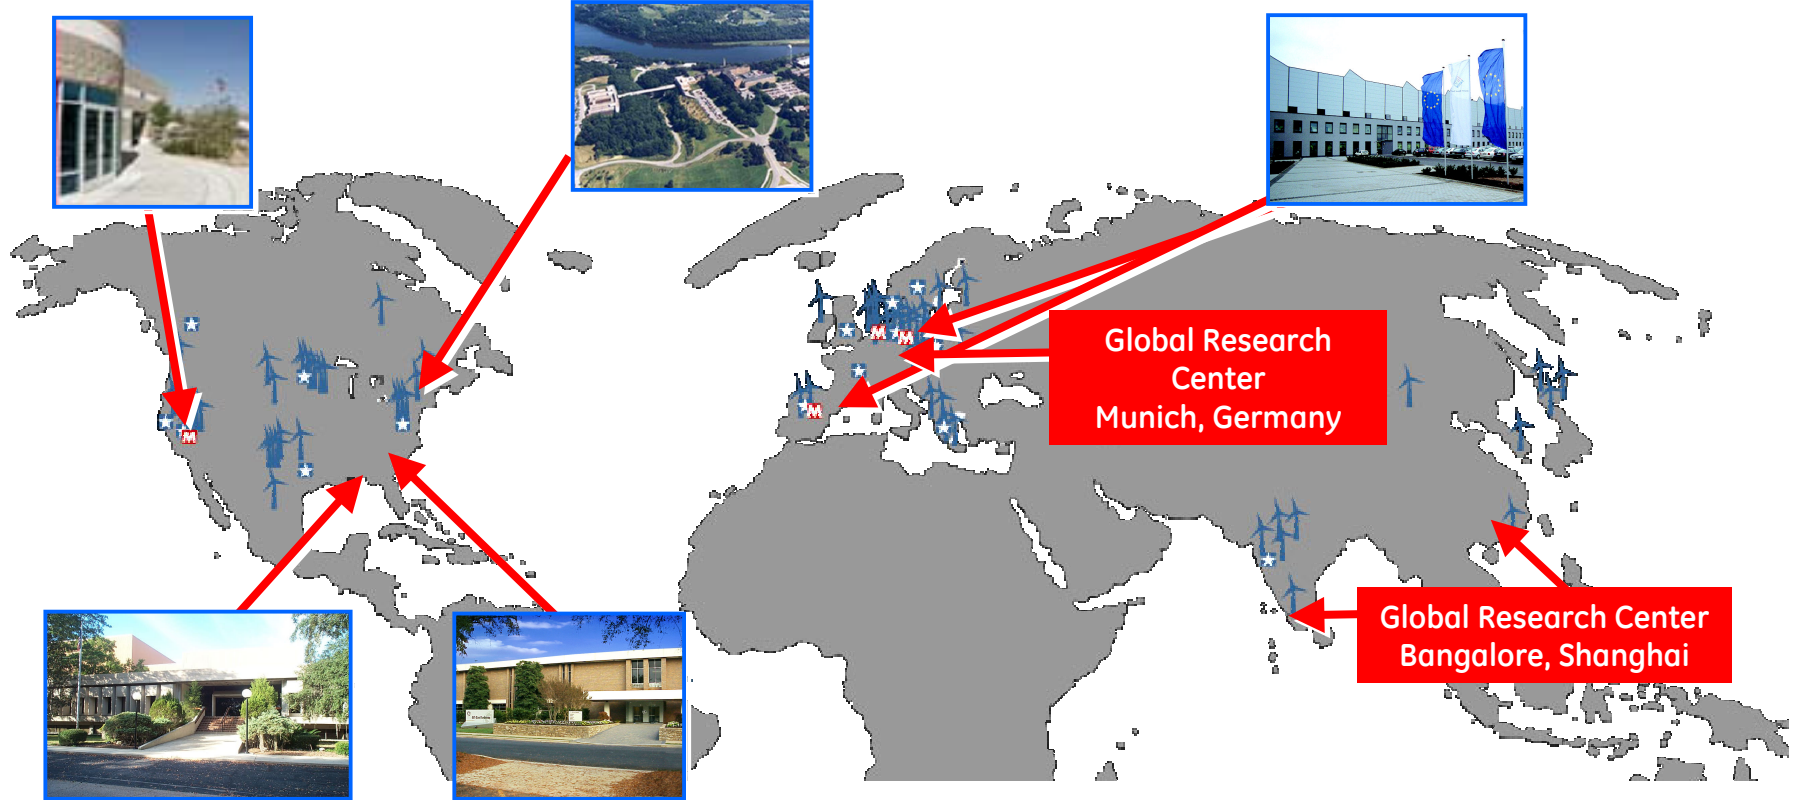 Global Research
Center
Munich, Germany
Global Research Center
Bangalore, Shanghai